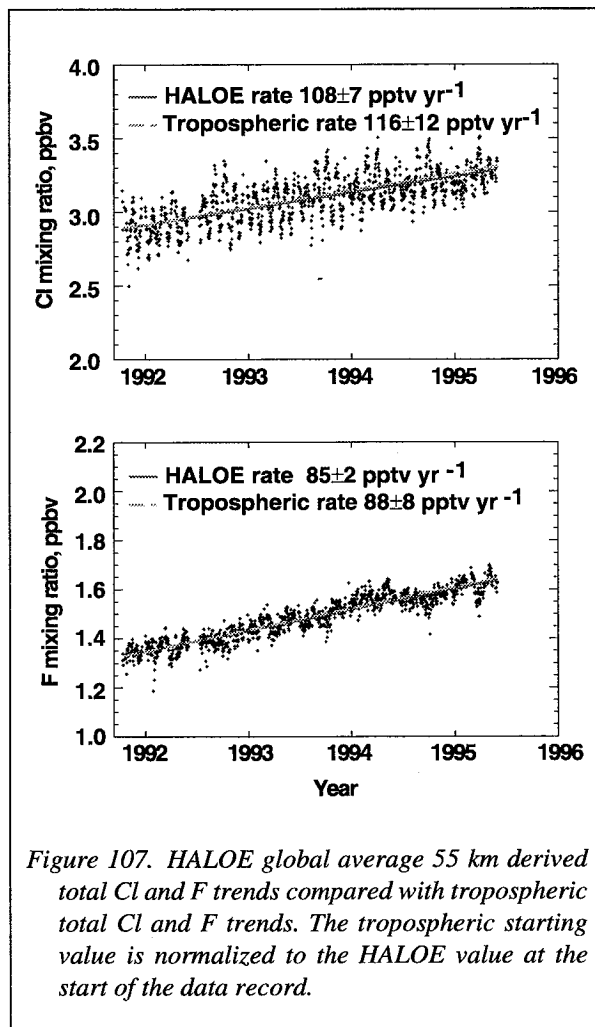 4.0
HALOE rate 108±7 pptv yr-1
Tropospheric rate 116±12 pptv yr-1
3.5
3.0
2.5
2.0
Cl mixing ratio, ppbv
1992 1993 1994 1995 1996
2.2
HALOE rate 85±2 pptv yr -1
2.0
Tropospheric rate 88±8 pptv yr -1
1.8
1.6
1.4
1.2
1.0
F mixing ratio, ppbv
1992 1993 1994 1995 1996
Year
Figure 107. HALOE global average 55 km derived
total Cl and F trends compared with tropospheric
total Cl and F trends. The tropospheric starting
value is normalized to the HALOE value at the
start of the data record.